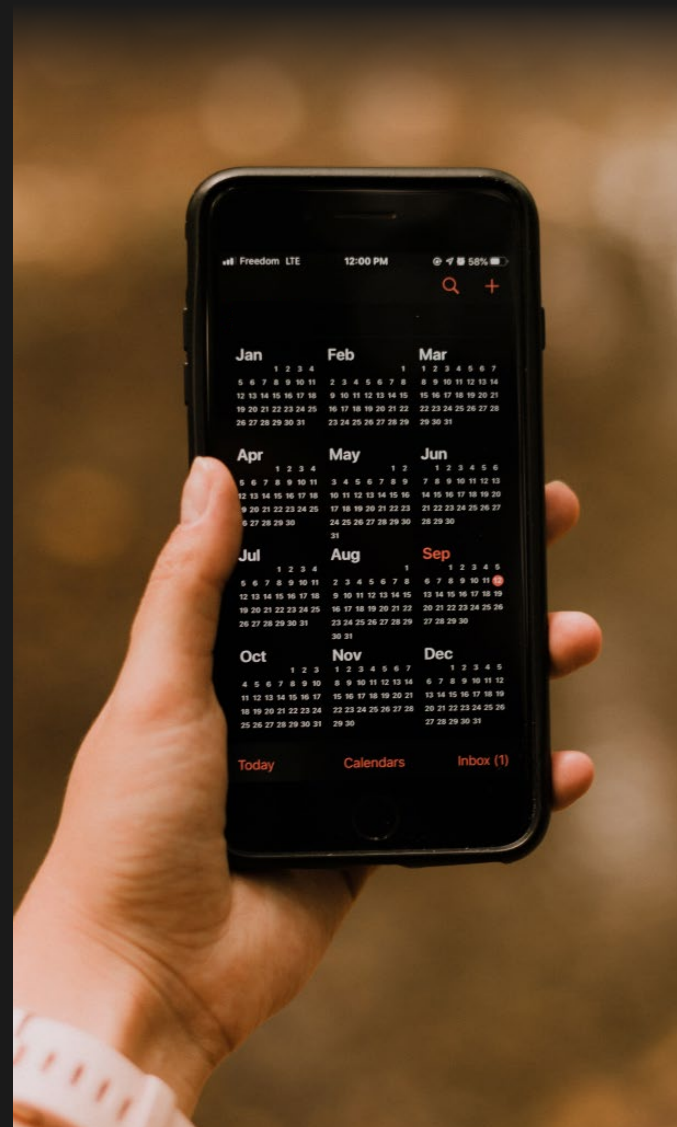 Freedom LTE 12:00 PM 58%
Jan Feb Mar
1 2 3 4 1 1 2 3 4 5 6 7
5 6 7 8 9 10 11 2 3 4 5 6 7 8 8 9 10 11 12 13 14
12 13 14 15 16 17 18 9 10 11 12 13 14 15 15 16 17 18 19 20 21
19 20 21 22 23 24 25 16 17 18 19 20 21 22 22 23 24 25 26 27 28
26 27 28 29 30 31 23 24 25 26 27 28 29 29 30 31
Apr May Jun
1 2 3 4 1 2 1 2 3 4 5 6
5 6 7 8 9 10 11 3 4 5 6 7 8 9 7 8 9 10 11 12 13
12 13 14 15 16 17 18 10 11 12 13 14 15 16 14 15 16 17 18 19 20
9 20 21 22 23 24 25 17 18 19 20 21 22 23 21 22 23 24 25 26 27
6 27 28 29 30 24 25 26 27 28 29 30 28 29 30
31
Jul Aug Sep
1 2 3 4 1 1 2 3 4 5
5 6 7 8 9 10 11 2 3 4 5 6 7 8 6 7 8 9 10 11 12
12 13 14 15 16 17 18 9 10 11 12 13 14 15 13 14 15 16 17 18 19
19 20 21 22 23 24 25 16 17 18 19 20 21 22 20 21 22 23 24 25 26
26 27 28 29 30 31 23 24 25 26 27 28 29 27 28 29 30
30 31
Oct Nov Dec
1 2 3 1 2 3 4 5 6 7 1 2 3 4 5
4 5 6 7 8 9 10 8 9 10 11 12 13 14 6 7 8 9 10 11 12
11 12 13 14 15 16 17 15 16 17 18 19 20 21 13 14 15 16 17 18 19
18 19 20 21 22 23 24 22 23 24 25 26 27 28 20 21 22 23 24 25 26
25 26 27 28 29 30 31 29 30 27 28 29 30 31
Today Calendars Inbox (1)